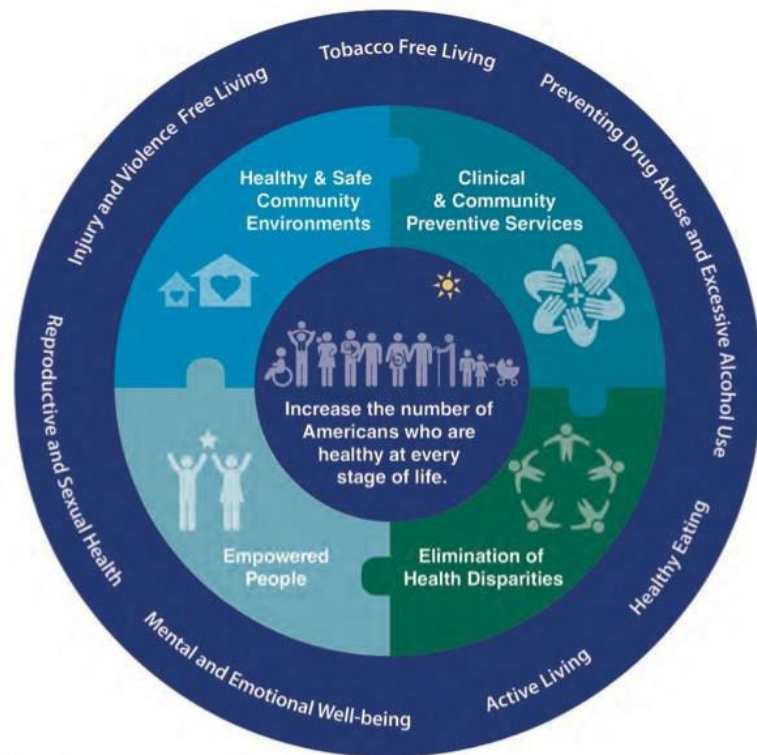 Tobacco Free Living
Preventing Drug Abuse and Excessive Alcohol Use
Healthy Eating
Active Living
Mental and Emotional Well-being
Reproductive and Sexual Health
Injury and Violence Free Living
Healthy & Safe
Community
Environments
Clinical
& Community
Preventive Services
Elimination of
Health Disparities
Empowered
People
Increase the number of
Americans who are
healthy at every
stage of life.